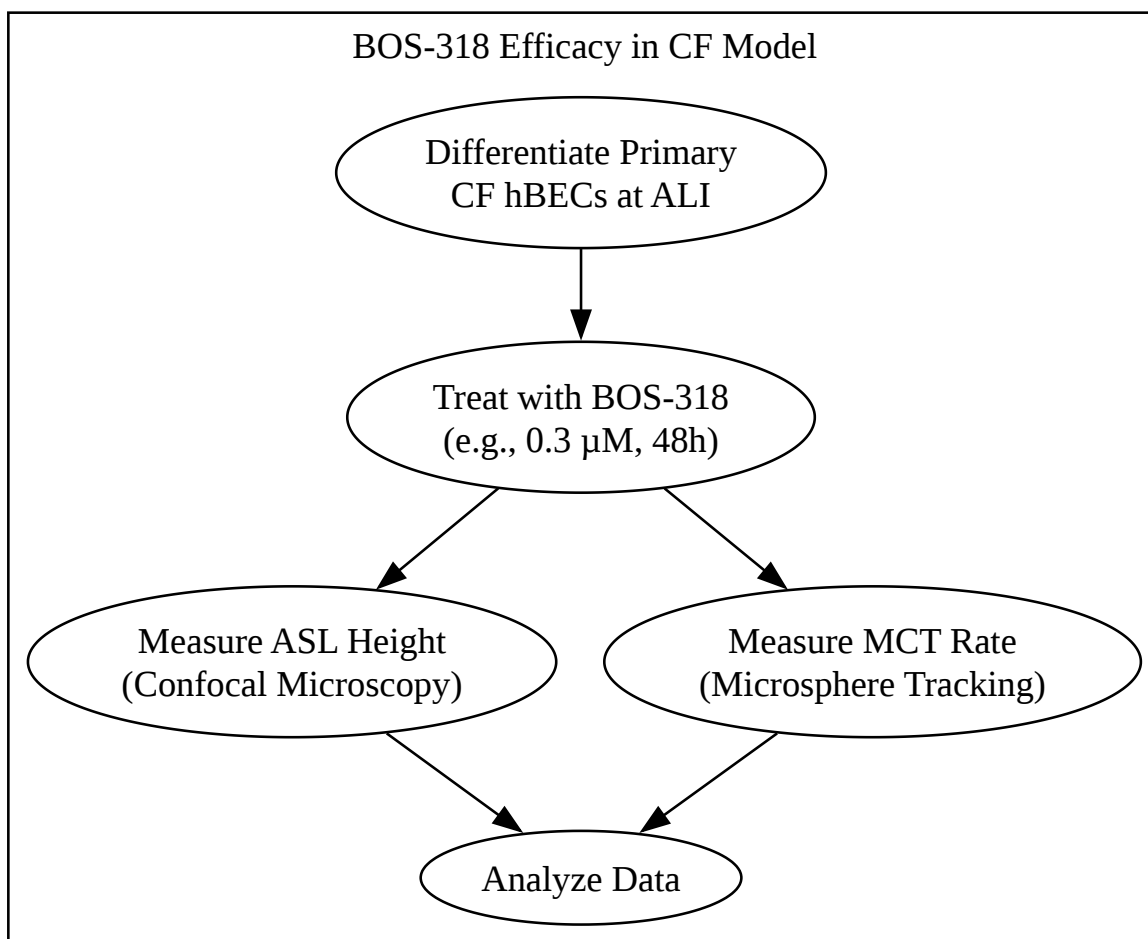 BOS-318 Efficacy in CF Model
Differentiate Primary
CF hBECs at ALI
Treat with BOS-318
(e.g., 0.3 µM, 48h)
Measure ASL Height
(Confocal Microscopy)
Measure MCT Rate
(Microsphere Tracking)
Analyze Data